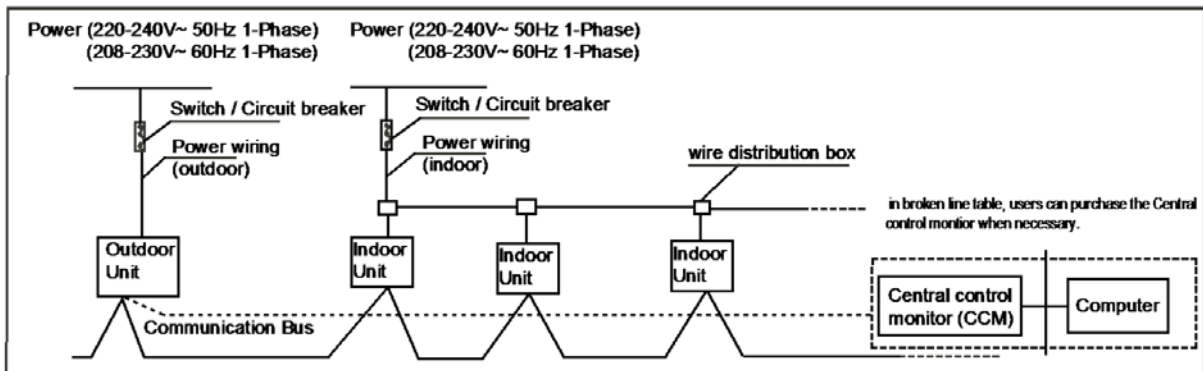 Power (220-240V~ 50Hz 1-Phase)
(208-230V~ 60Hz 1-Phase)
Power (220-240V~ 50Hz 1-Phase)
(208-230V~ 60Hz 1-Phase)
Switch / Circuit breaker
Switch / Circuit breaker
Power wiring
(outdoor)
Power wiring
(indoor)
wire distribution box
in broken line table, users can purchase the Central
control montior when necessary.
Outdoor
Unit
Indoor
Unit
Indoor
Unit
Indoor
Unit
Communication Bus
Central control
monitor (CCM)
Computer